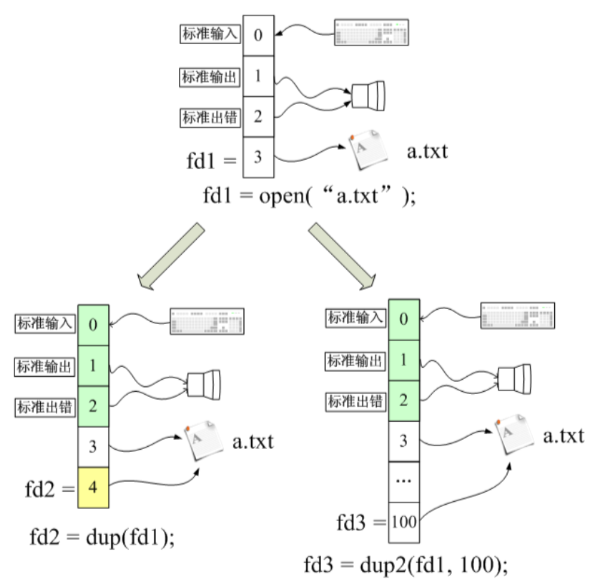 标准输入 0
标准输出 1
标准出错 2
fd1 = 3 a.txt
fd1 = open( “a.txt” );
标准输入 0
标准输出 1
标准出错 2
3 a.txt
fd2 = 4
fd2 = dup(fd1);
标准输入 0
标准输出 1
标准出错 2
3 a.txt
...
fd3 = 100
fd3 = dup2(fd1, 100);